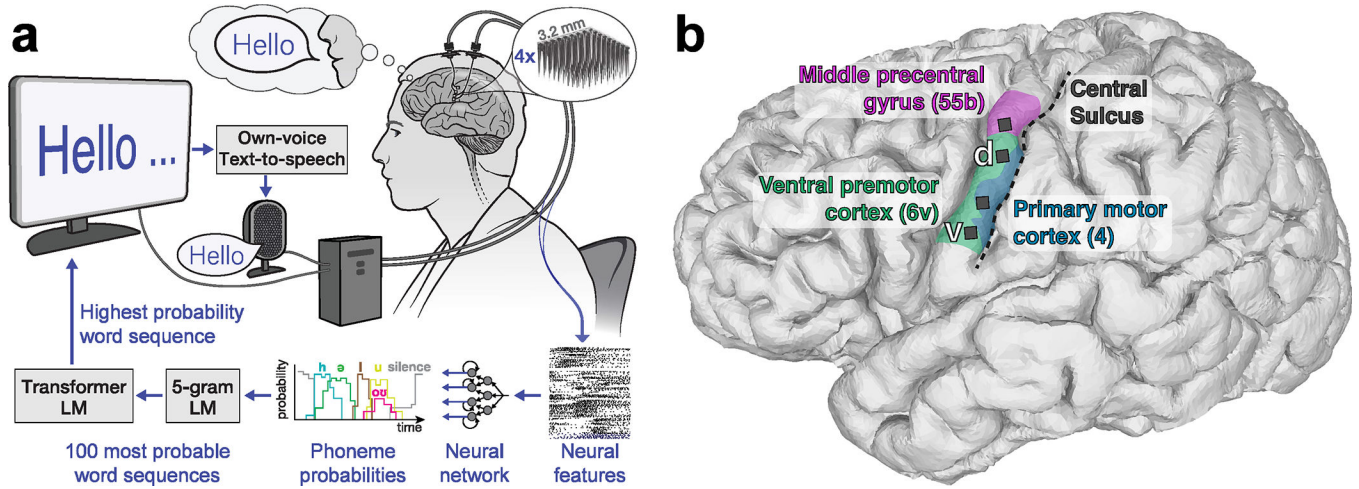 a
Hello
3.2 mm
4x
Hello ...
Own-voice
Text-to-speech
Hello
Highest probability
word sequence
Transformer
LM
5-gram
LM
100 most probable
word sequences
probability
h ə l u silence
oʊ
time
Phoneme
probabilities
Neural
network
Neural
features
b
Middle precentral
gyrus (55b)
Central
Sulcus
d
Ventral premotor
cortex (6v)
v
Primary motor
cortex (4)